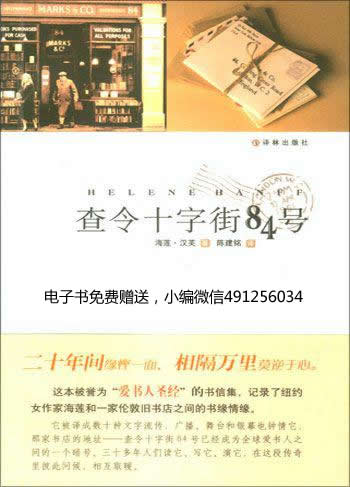 84
MARKS & CO.
84
BOOKS PURCHASED
FOR CASH
MARKS
& Co
VALUATIONS FOR
ALL PURPOSES
译林出版社
HELENE HANFF
查令十字街84号
海莲·汉芙 著 陈建铭 译
电子书免费赠送，小编微信491256034
二十年间缘悭一面，相隔万里莫逆于心。
这本被誉为“爱书人圣经”的书信集，记录了纽约
女作家海莲和一家伦敦旧书店之间的书缘情缘。
它被译成数十种文字流传，广播、舞台和银幕也钟情它，
那家书店的地址——查令十字街84号已经成为全球爱书人之
间的一个暗号。三十多年人们读它、写它、演它，在这段传奇
里彼此问候，相互取暖。